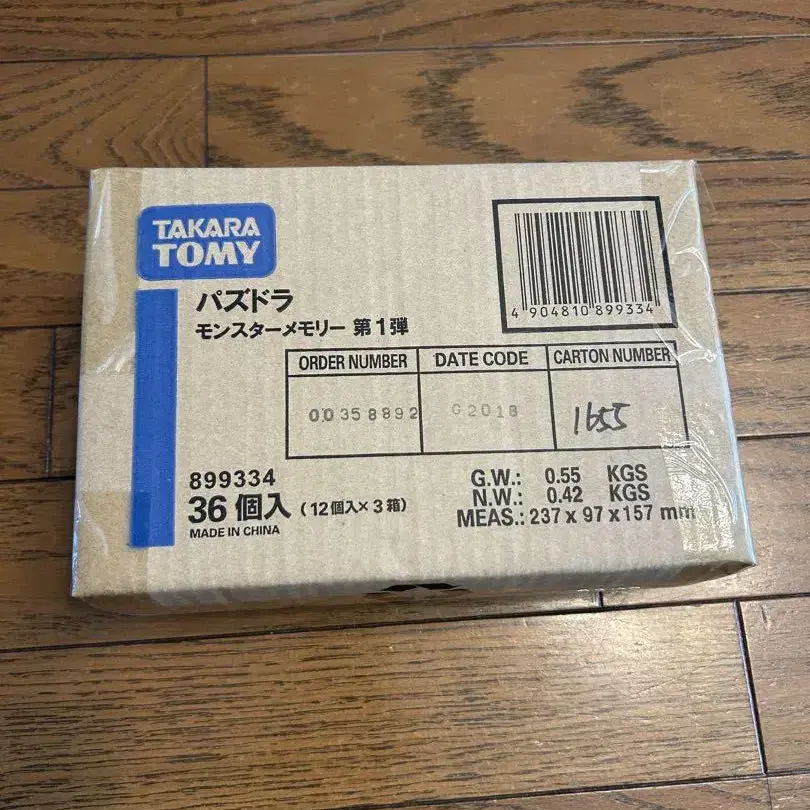 TAKARA
TOMY
4 904810 899334
パズドラ
モンスターメモリー 第1弾
ORDER NUMBER DATE CODE CARTON NUMBER
00358892 G2018 1655
899334
36個入 (12個入×3箱)
MADE IN CHINA
G.W.: 0.55 KGS
N.W.: 0.42 KGS
MEAS.: 237 x 97 x 157 mm